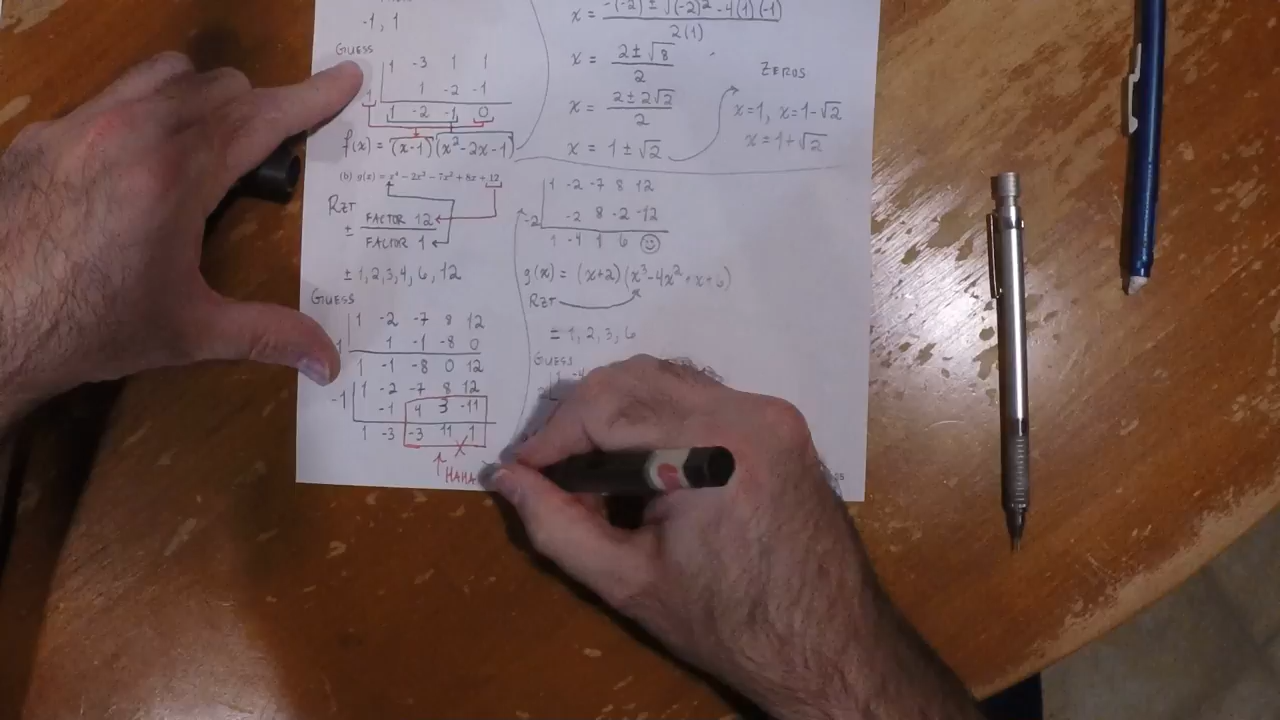 -1, 1
GUESS
1 -3 1 1
1 1 -2 -1
1 -2 -1 0
f(x) = (x-1)(x²-2x-1)
(b) g(x) = x⁴ − 2x³ − 7x² + 8x + 12
RZT
± FACTOR 12
FACTOR 1
± 1, 2, 3, 4, 6, 12
GUESS
1 -2 -7 8 12
1 1 -1 -8 0
1 -1 -8 0 12
-1 1 -2 -7 8 12
-1 4 3 -11
1 -3 -3 11 1
X
HAHA
x = -(-2) ± √(-2)² - 4(1)(-1)
2(1)
x = 2 ± √8
2
x = 2 ± 2√2
2
x = 1 ± √2
ZEROS
x=1, x=1-√2
x=1+√2
1 -2 -7 8 12
-2 -2 8 -2 -12
1 -4 1 6 ☺
g(x) = (x+2)(x³-4x²+x+6)
RZT
± 1, 2, 3, 6
GUESS
1 -4
2